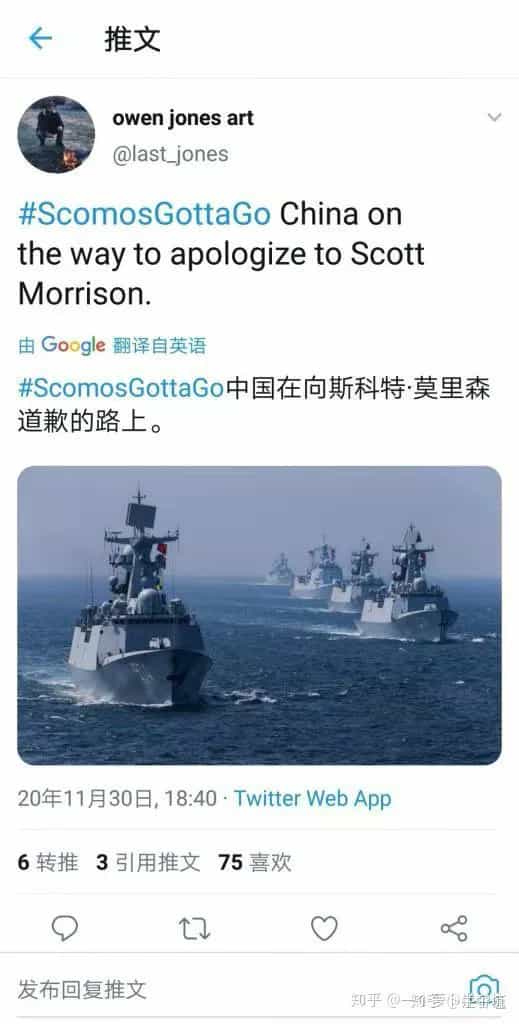 推文
owen jones art
@last_jones
#ScomosGottaGo China on
the way to apologize to Scott
Morrison.
由 Google 翻译自英语
#ScomosGottaGo中国在向斯科特·莫里森
道歉的路上。
20年11月30日, 18:40 · Twitter Web App
6 转推 3 引用推文 75 喜欢
发布回复推文
知乎